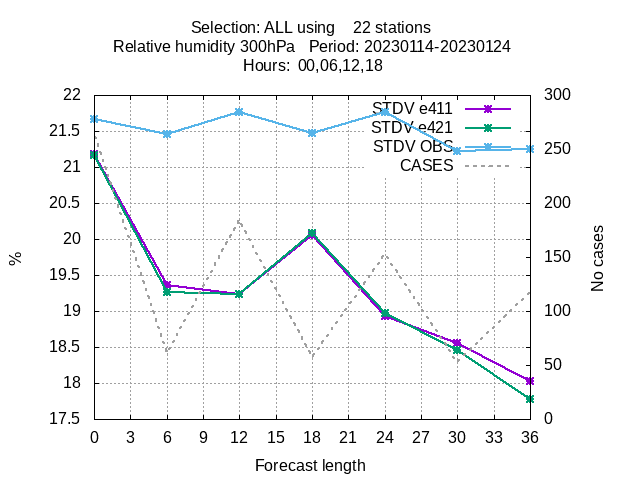 Selection: ALL using 22 stations
Relative humidity 300hPa Period: 20230114-20230124
Hours: 00,06,12,18
STDV e411
STDV e421
STDV OBS
CASES
22
21.5
21
20.5
20
19.5
19
18.5
18
17.5
300
250
200
150
100
50
0
%
No cases
0 3 6 9 12 15 18 21 24 27 30 33 36
Forecast length